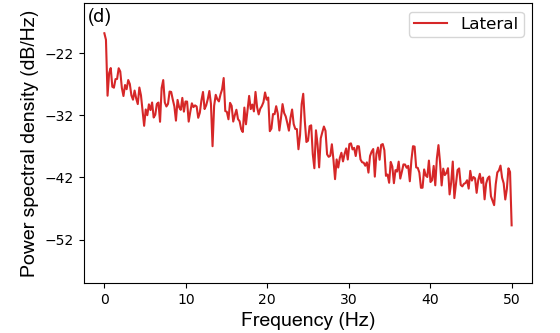 (d)
Lateral
Power spectral density (dB/Hz)
−22
−32
−42
−52
0 10 20 30 40 50
Frequency (Hz)